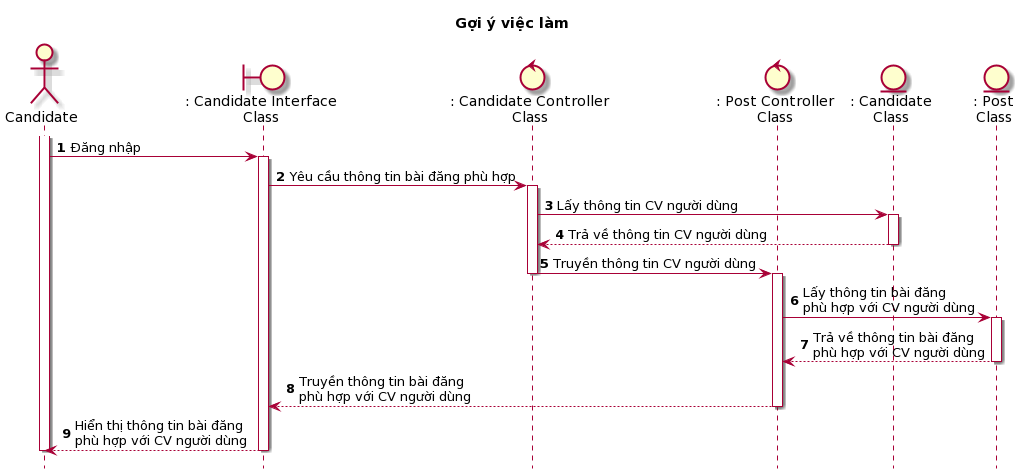 Gợi ý việc làm
Candidate
: Candidate Interface
Class
: Candidate Controller
Class
: Post Controller
Class
: Candidate
Class
: Post
Class
1 Đăng nhập
2 Yêu cầu thông tin bài đăng phù hợp
3 Lấy thông tin CV người dùng
4 Trả về thông tin CV người dùng
5 Truyền thông tin CV người dùng
6 Lấy thông tin bài đăng
phù hợp với CV người dùng
7 Trả về thông tin bài đăng
phù hợp với CV người dùng
8 Truyền thông tin bài đăng
phù hợp với CV người dùng
9 Hiển thị thông tin bài đăng
phù hợp với CV người dùng